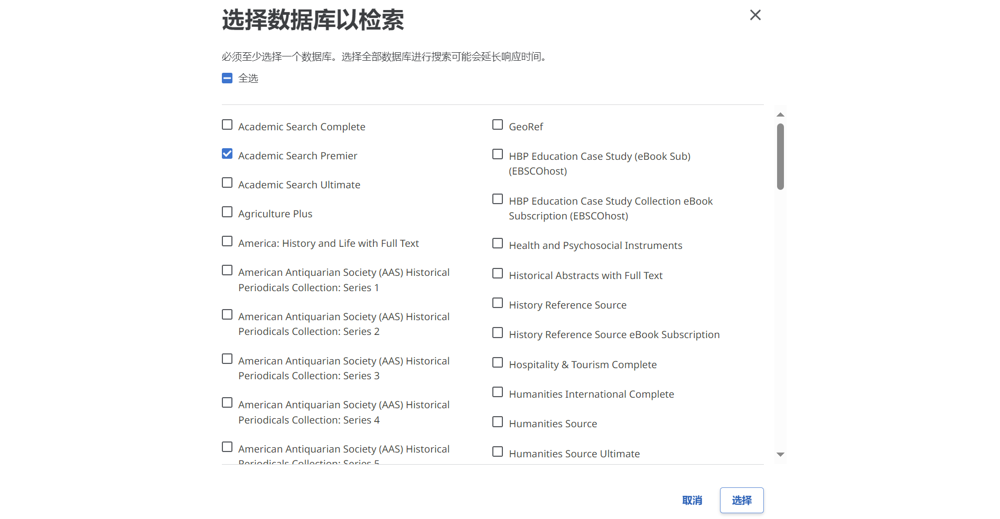 选择数据库以检索
必须至少选择一个数据库。选择全部数据库进行搜索可能会延长响应时间。
全选
Academic Search Complete
Academic Search Premier
Academic Search Ultimate
Agriculture Plus
America: History and Life with Full Text
American Antiquarian Society (AAS) Historical
Periodicals Collection: Series 1
American Antiquarian Society (AAS) Historical
Periodicals Collection: Series 2
American Antiquarian Society (AAS) Historical
Periodicals Collection: Series 3
American Antiquarian Society (AAS) Historical
Periodicals Collection: Series 4
American Antiquarian Society (AAS) Historical
Periodicals Collection: Series 5
GeoRef
HBP Education Case Study (eBook Sub)
(EBSCOhost)
HBP Education Case Study Collection eBook
Subscription (EBSCOhost)
Health and Psychosocial Instruments
Historical Abstracts with Full Text
History Reference Source
History Reference Source eBook Subscription
Hospitality & Tourism Complete
Humanities International Complete
Humanities Source
Humanities Source Ultimate
取消
选择